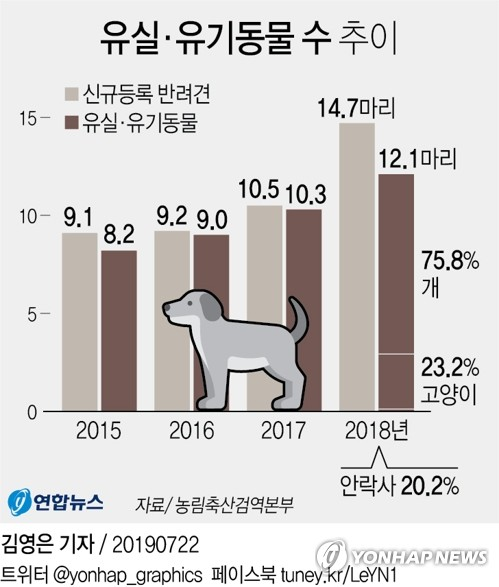 유실·유기동물 수 추이
신규등록 반려견
유실·유기동물
15
10
5
0
9.1 8.2 9.2 9.0 10.5 10.3 14.7마리 12.1마리
75.8%
개
23.2%
고양이
2015 2016 2017 2018년
안락사 20.2%
연합뉴스 자료/농림축산검역본부
김영은 기자 / 20190722
트위터 @yonhap_graphics 페이스북 tuney.kr/LeYN1
YONHAP NEWS